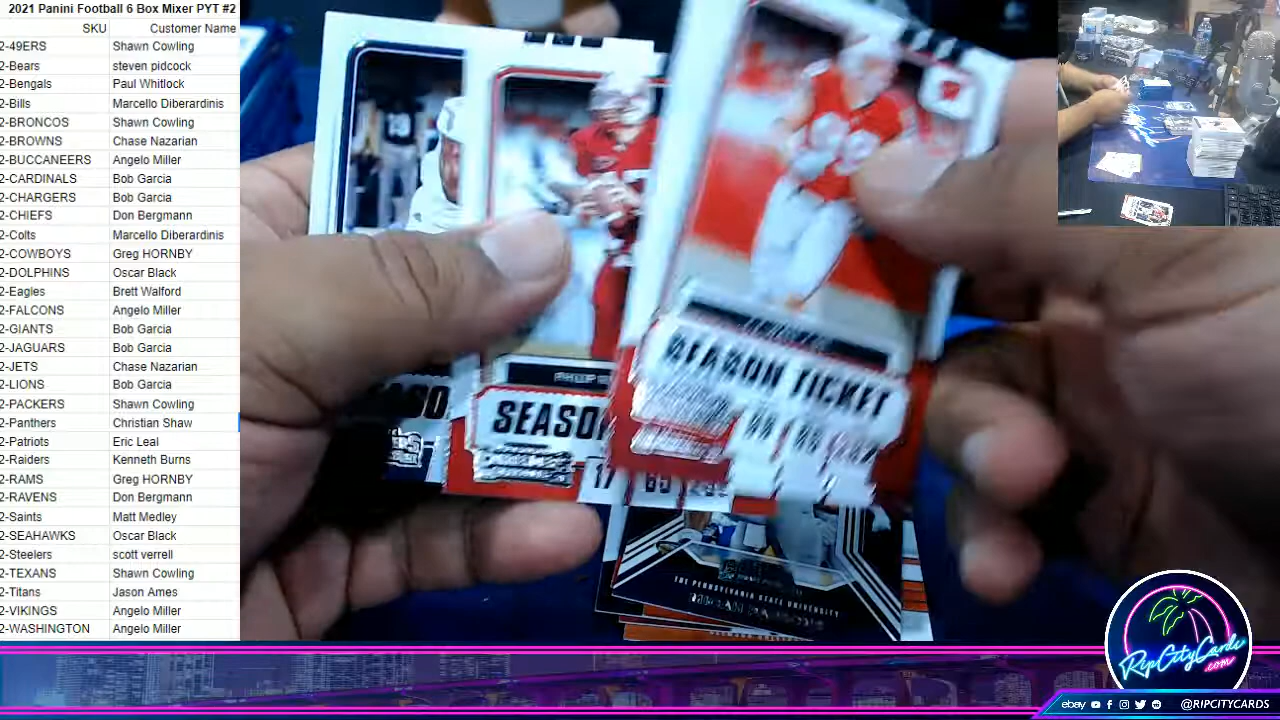 2021 Panini Football 6 Box Mixer PYT #2
SKU Customer Name
2-49ERS Shawn Cowling
2-Bears steven pidcock
2-Bengals Paul Whitlock
2-Bills Marcello Diberardinis
2-BRONCOS Shawn Cowling
2-BROWNS Chase Nazarian
2-BUCCANEERS Angelo Miller
2-CARDINALS Bob Garcia
2-CHARGERS Bob Garcia
2-CHIEFS Don Bergmann
2-Colts Marcello Diberardinis
2-COWBOYS Greg HORNBY
2-DOLPHINS Oscar Black
2-Eagles Brett Walford
2-FALCONS Angelo Miller
2-GIANTS Bob Garcia
2-JAGUARS Bob Garcia
2-JETS Chase Nazarian
2-LIONS Bob Garcia
2-PACKERS Shawn Cowling
2-Panthers Christian Shaw
2-Patriots Eric Leal
2-Raiders Kenneth Burns
2-RAMS Greg HORNBY
2-RAVENS Don Bergmann
2-Saints Matt Medley
2-SEAHAWKS Oscar Black
2-Steelers scott verrell
2-TEXANS Shawn Cowling
2-Titans Jason Ames
2-VIKINGS Angelo Miller
2-WASHINGTON Angelo Miller
SEASON TICKET
SEASO
ASO
17
THE PENNSYLVANIA STATE UNIVERSITY
RipCityCards
.com
ebay @RIPCITYCARDS